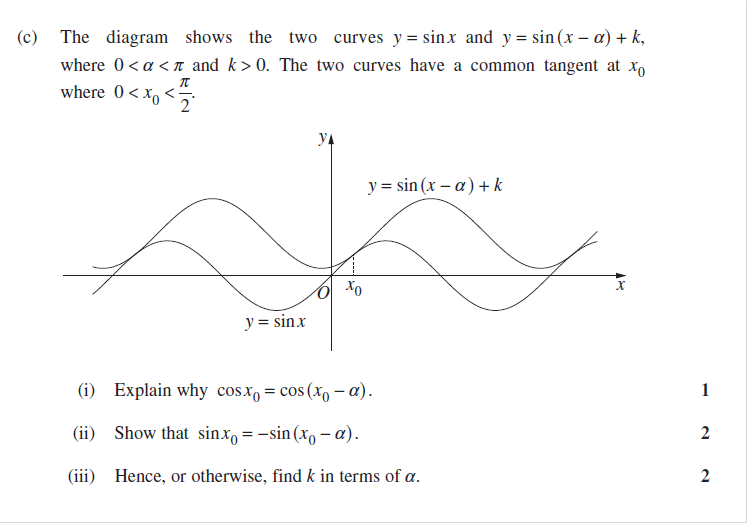 (c) The diagram shows the two curves y = sin x and y = sin (x – α) + k,
where 0 < α < π and k > 0. The two curves have a common tangent at x₀
where 0 < x₀ < π/2.
y
y = sin (x – α) + k
O x₀ x
y = sin x
(i) Explain why cos x₀ = cos (x₀ – α). 1
(ii) Show that sin x₀ = –sin (x₀ – α). 2
(iii) Hence, or otherwise, find k in terms of α. 2